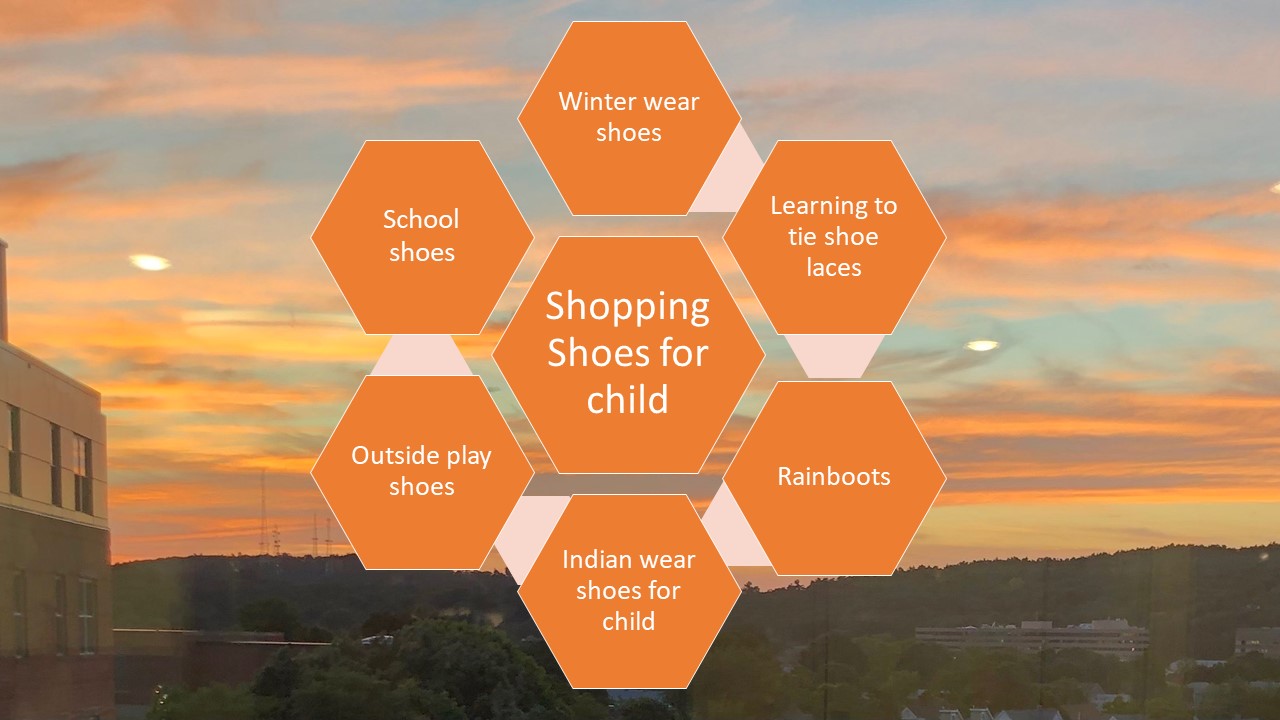 Winter wear
shoes
Learning to
tie shoe
laces
Rainboots
Indian wear
shoes for
child
Outside play
shoes
School
shoes
Shopping
Shoes for
child